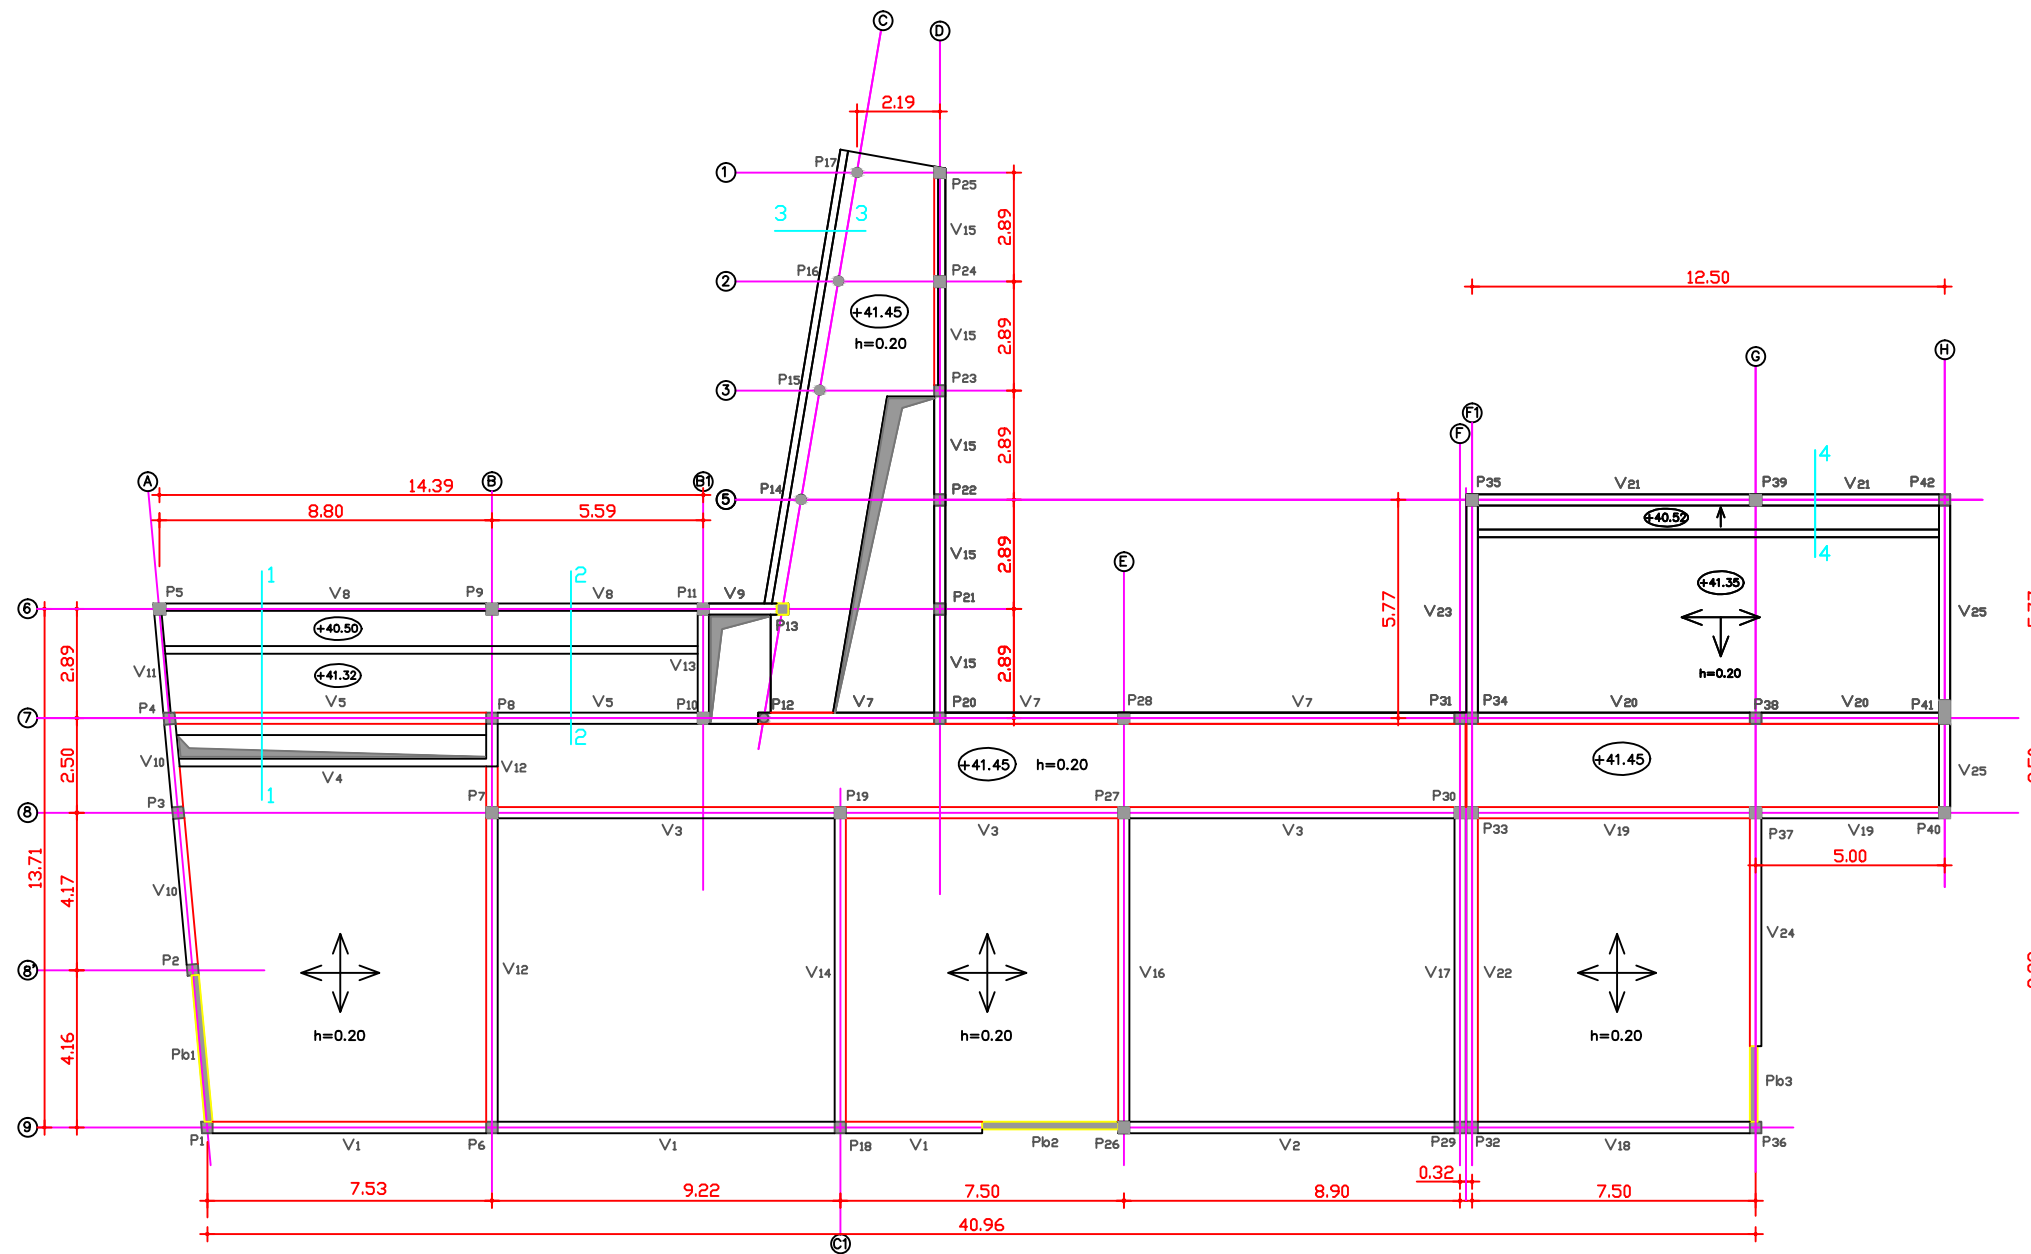 C
D
2.19
P17
1
P25
3 3
V15
2.89
P16
2
P24
12.50
+41.45
V15
2.89
h=0.20
G
H
P15
3
P23
F1
F
A
B
B1
14.39
P14
5
P22
V15
2.89
P35
V21
P39
V21
P42
4
8.80
5.59
+40.52
4
V15
2.89
E
1
2
6
P5
V8
P9
V8
P11
V9
P13
P21
+40.50
+41.32
2.89
V11
V13
V15
2.89
5.77
V23
+41.35
V25
h=0.20
7
P4
V5
P8
V5
P10
P12
V7
P20
V7
P28
V7
P31
P34
V20
P38
V20
P41
2
2.50
V10
V4
V12
+41.45
h=0.20
+41.45
V25
1
8
P3
P7
P19
P27
P30
P33
V3
V3
V3
V19
P37
V19
P40
13.71
4.17
V10
5.00
8'
P2
V12
V14
V16
V17
V22
V24
4.16
Pb1
h=0.20
h=0.20
h=0.20
Pb3
9
P1
V1
P6
V1
P18
V1
Pb2
P26
V2
P29
P32
V18
P36
0.32
7.53
9.22
7.50
8.90
7.50
40.96
C1